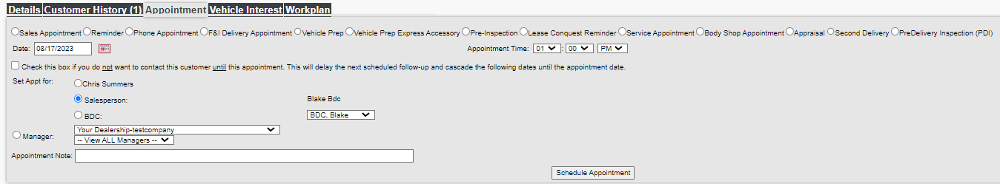 Details Customer History (1) Appointment Vehicle Interest Workplan
Sales Appointment Reminder Phone Appointment F&I Delivery Appointment Vehicle Prep Vehicle Prep Express Accessory Pre-Inspection Lease Conquest Reminder Service Appointment Body Shop Appointment Appraisal Second Delivery PreDelivery Inspection (PDI)
Date: 08/17/2023 Appointment Time: 01 : 00 PM
Check this box if you do not want to contact this customer until this appointment. This will delay the next scheduled follow-up and cascade the following dates until the appointment date.
Set Appt for: Chris Summers
Salesperson: Blake Bdc
BDC: BDC, Blake
Your Dealership-testcompany
Manager:
-- View ALL Managers --
Appointment Note:
Schedule Appointment